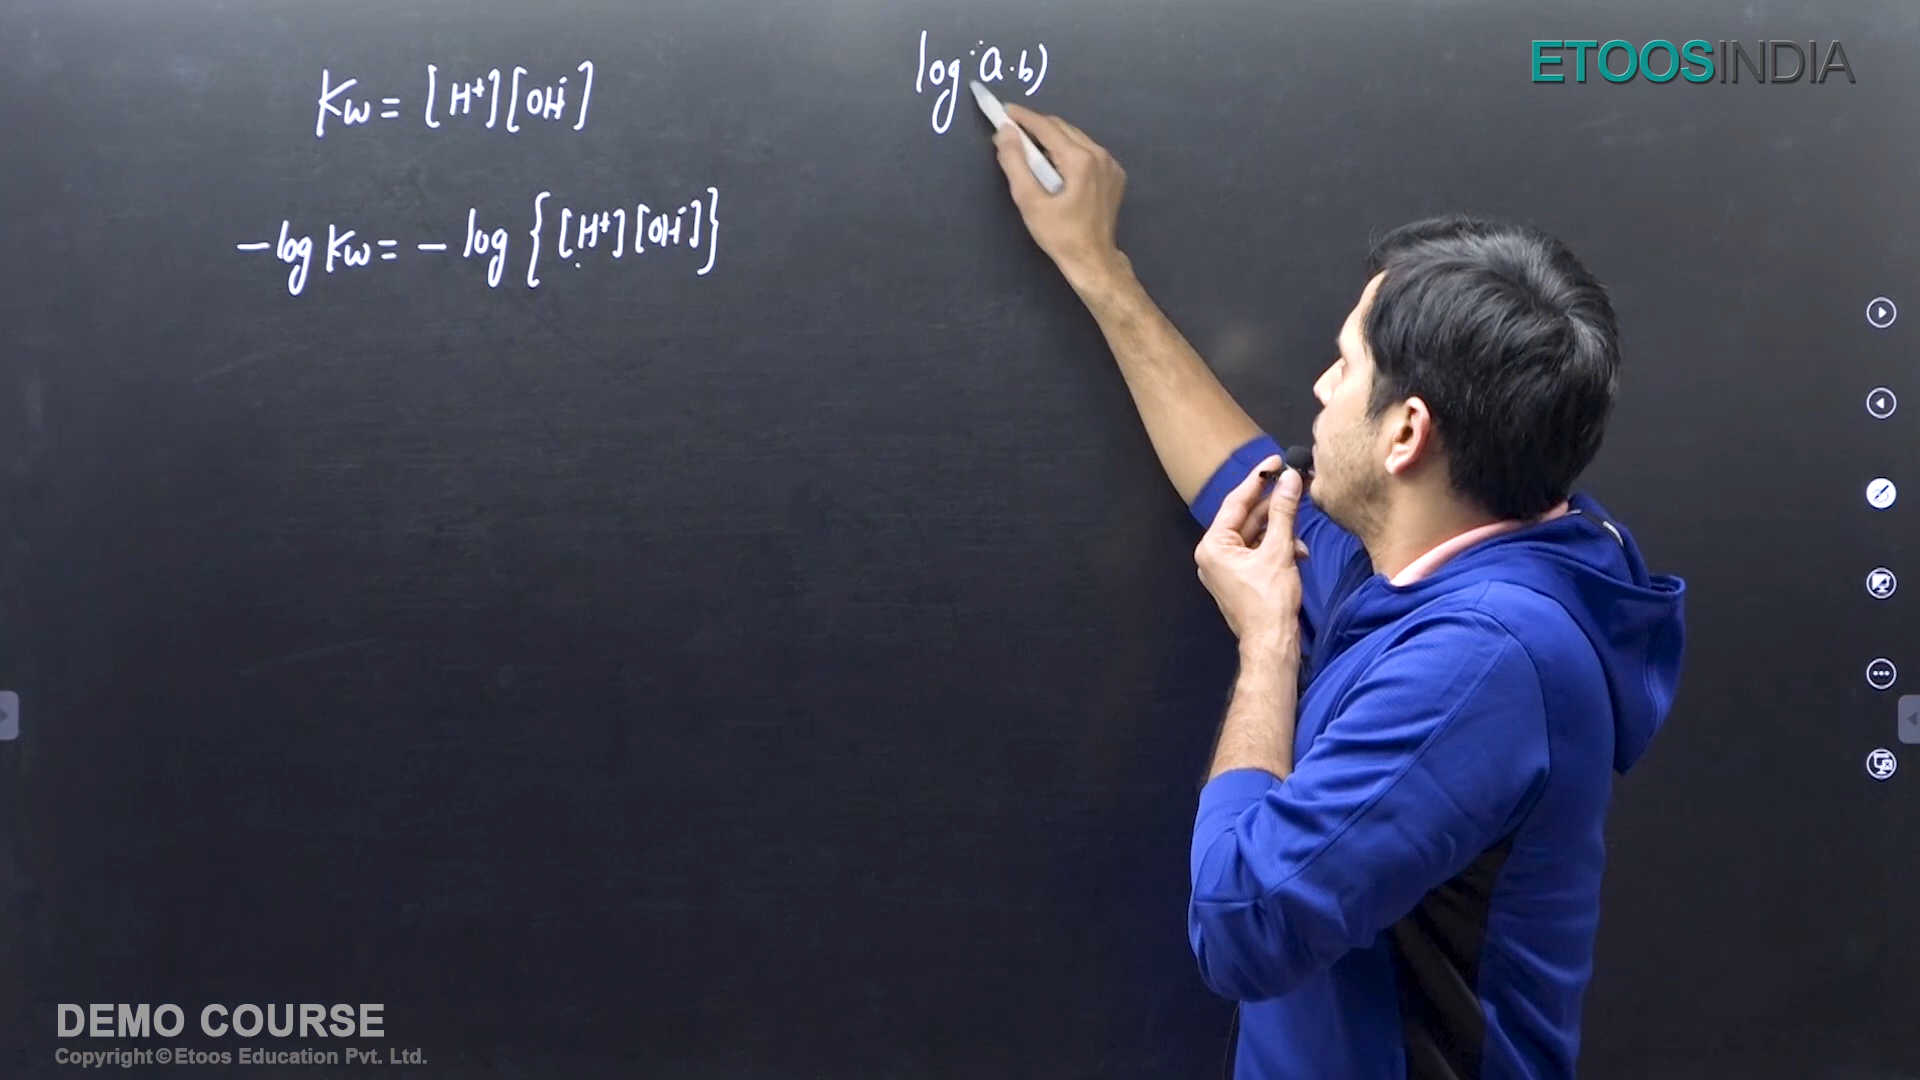 Kw = [H⁺][OH⁻]
log a.b)
ETOOSINDIA
-log Kw = - log {[H⁺][OH⁻]}
DEMO COURSE
Copyright©Etoos Education Pvt. Ltd.